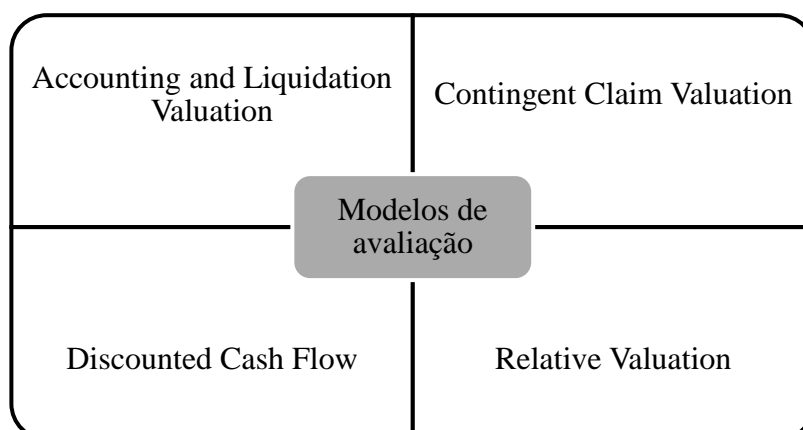 Accounting and Liquidation
Valuation
Contingent Claim Valuation
Modelos de
avaliação
Discounted Cash Flow
Relative Valuation